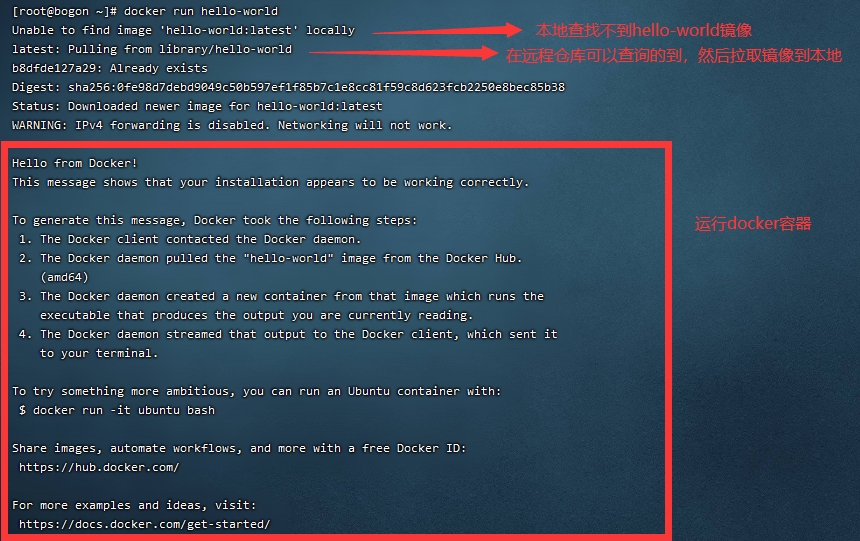 [root@bogon ~]# docker run hello-world
Unable to find image 'hello-world:latest' locally
本地查找不到hello-world镜像
latest: Pulling from library/hello-world
在远程仓库可以查询的到，然后拉取镜像到本地
b8dfde127a29: Already exists
Digest: sha256:0fe98d7debd9049c50b597ef1f85b7c1e8cc81f59c8d623fcb2250e8bec85b38
Status: Downloaded newer image for hello-world:latest
WARNING: IPv4 forwarding is disabled. Networking will not work.
Hello from Docker!
This message shows that your installation appears to be working correctly.
To generate this message, Docker took the following steps:
运行docker容器
1. The Docker client contacted the Docker daemon.
2. The Docker daemon pulled the "hello-world" image from the Docker Hub.
(amd64)
3. The Docker daemon created a new container from that image which runs the
executable that produces the output you are currently reading.
4. The Docker daemon streamed that output to the Docker client, which sent it
to your terminal.
To try something more ambitious, you can run an Ubuntu container with:
$ docker run -it ubuntu bash
Share images, automate workflows, and more with a free Docker ID:
https://hub.docker.com/
For more examples and ideas, visit:
https://docs.docker.com/get-started/